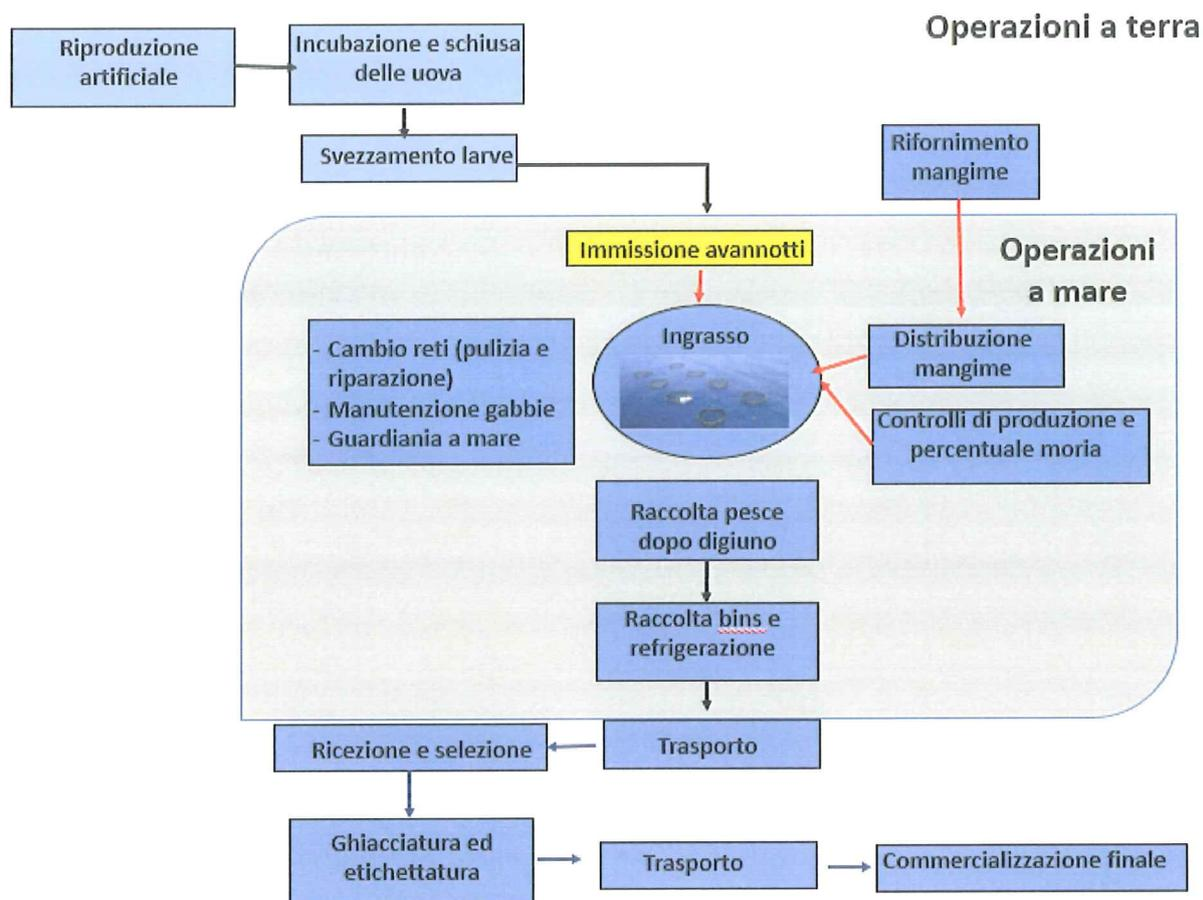 Operazioni a terra
Riproduzione
artificiale
Incubazione e schiusa
delle uova
Svezzamento larve
Rifornimento
mangime
Immissione avannotti
Operazioni
a mare
Ingrasso
- Cambio reti (pulizia e
riparazione)
- Manutenzione gabbie
- Guardiania a mare
Distribuzione
mangime
Controlli di produzione e
percentuale moria
Raccolta pesce
dopo digiuno
Raccolta bins e
refrigerazione
Ricezione e selezione
Trasporto
Ghiacciatura ed
etichettatura
Trasporto
Commercializzazione finale